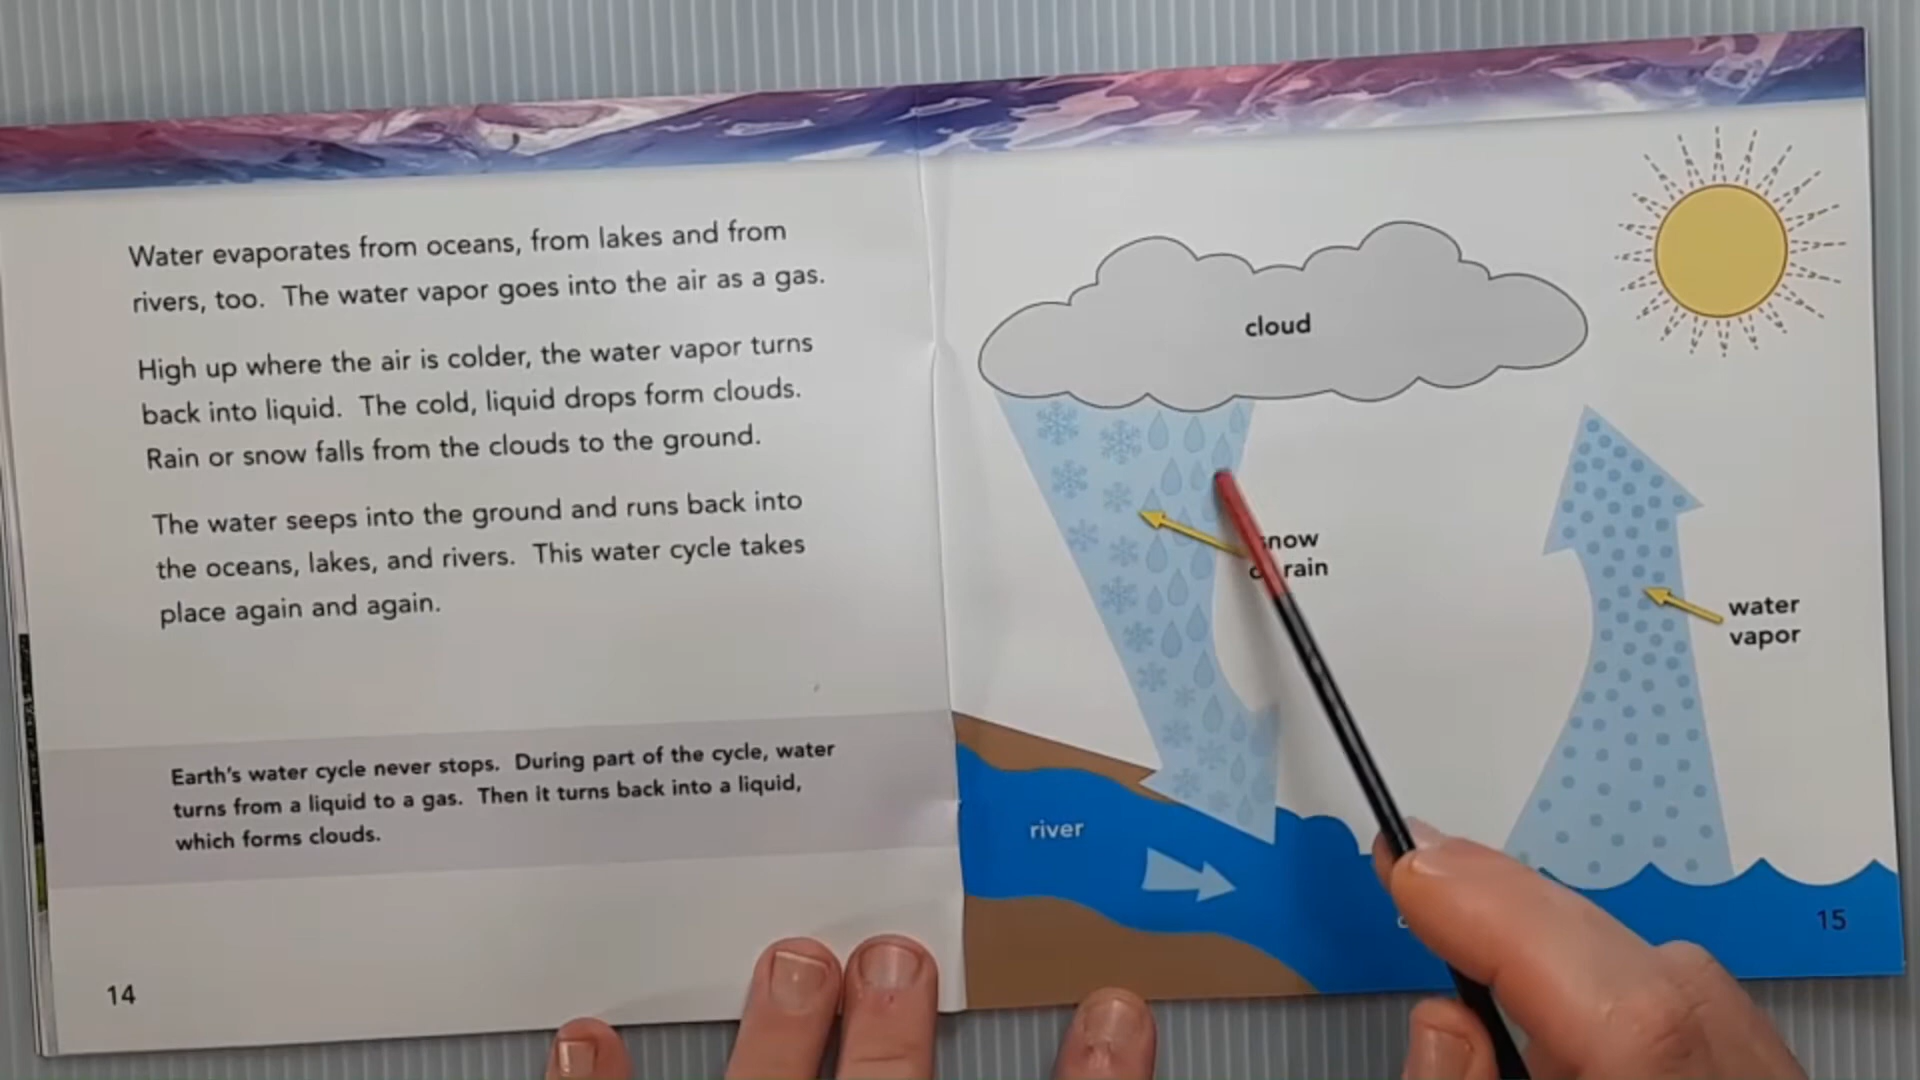 Water evaporates from oceans, from lakes and from
rivers, too. The water vapor goes into the air as a gas.
High up where the air is colder, the water vapor turns
back into liquid. The cold, liquid drops form clouds.
Rain or snow falls from the clouds to the ground.
The water seeps into the ground and runs back into
the oceans, lakes, and rivers. This water cycle takes
place again and again.
Earth's water cycle never stops. During part of the cycle, water
turns from a liquid to a gas. Then it turns back into a liquid,
which forms clouds.
14
cloud
snow
or rain
water
vapor
river
15